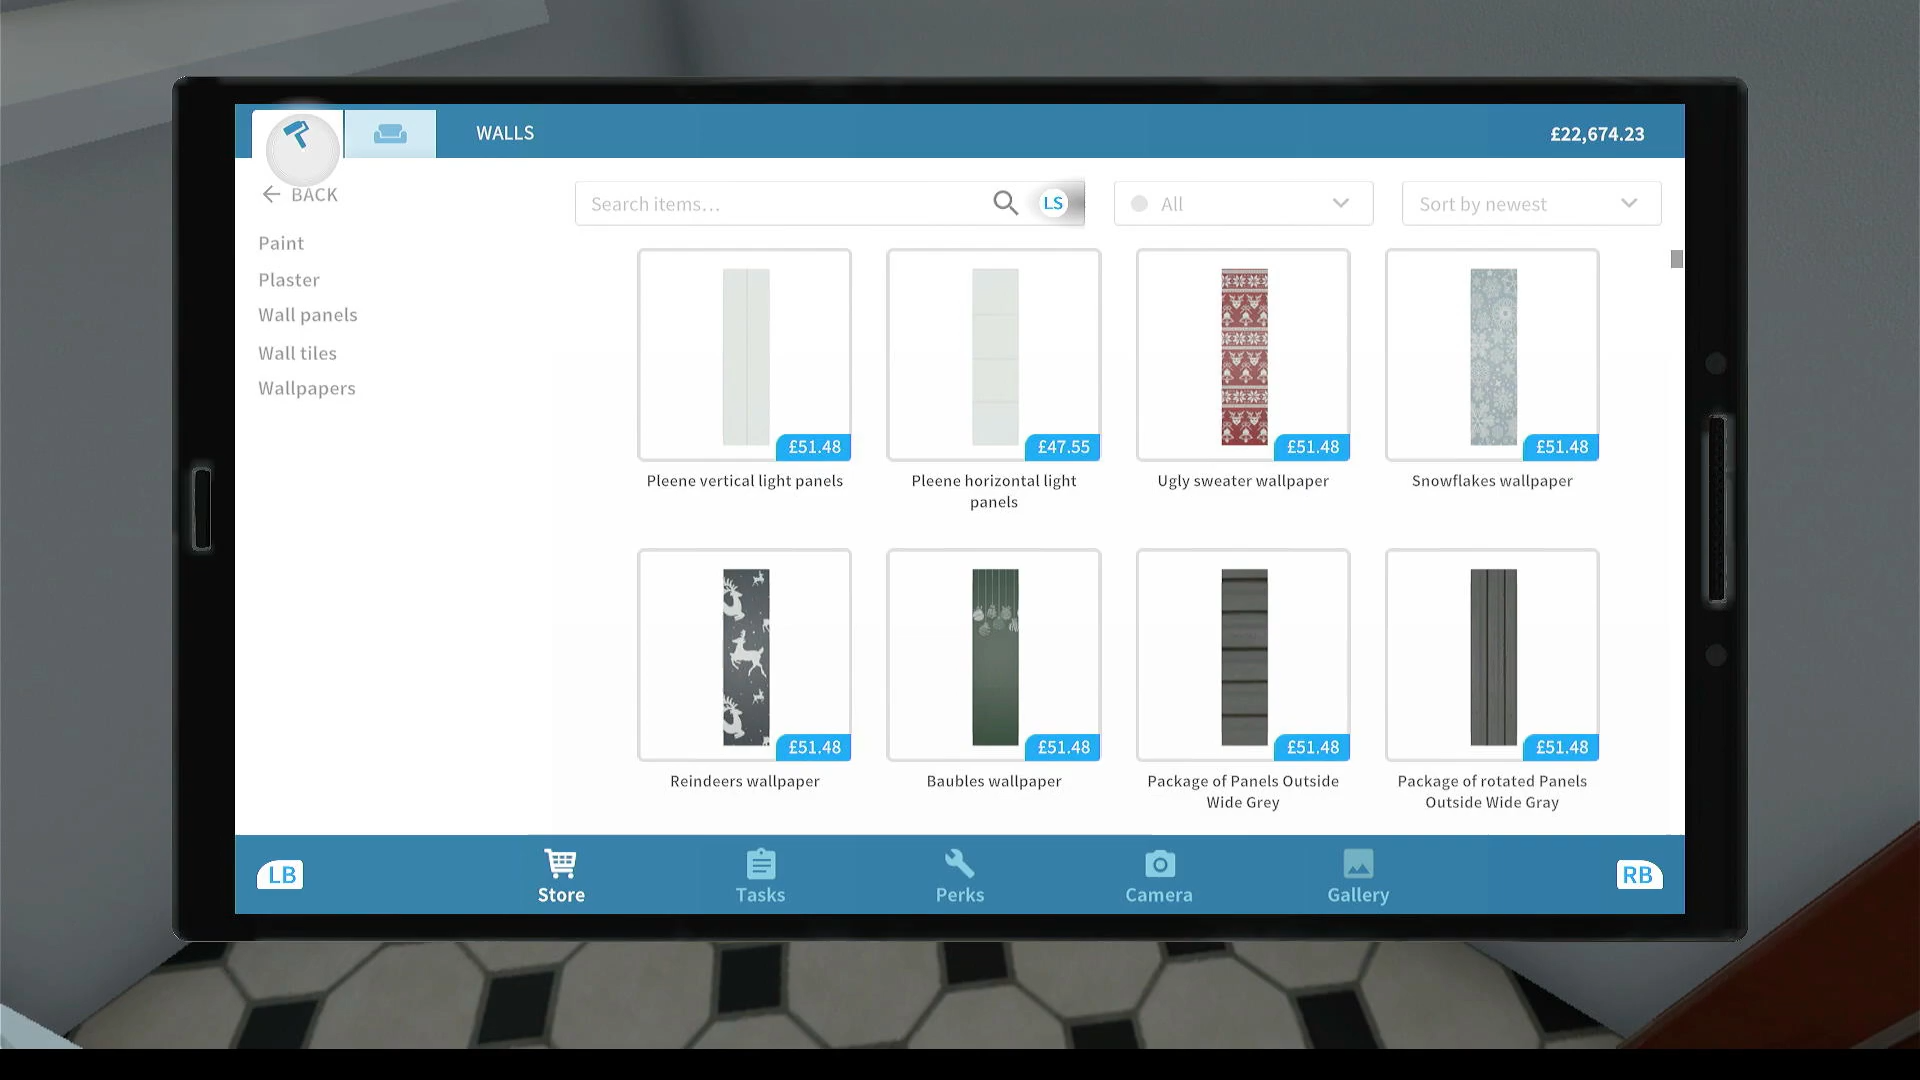 WALLS
£22,674.23
BACK
Search items...
LS
All
Sort by newest
Paint
Plaster
Wall panels
Wall tiles
Wallpapers
£51.48
£47.55
£51.48
£51.48
Pleene vertical light panels
Pleene horizontal light
panels
Ugly sweater wallpaper
Snowflakes wallpaper
£51.48
£51.48
£51.48
£51.48
Reindeers wallpaper
Baubles wallpaper
Package of Panels Outside
Wide Grey
Package of rotated Panels
Outside Wide Gray
LB
Store
Tasks
Perks
Camera
Gallery
RB